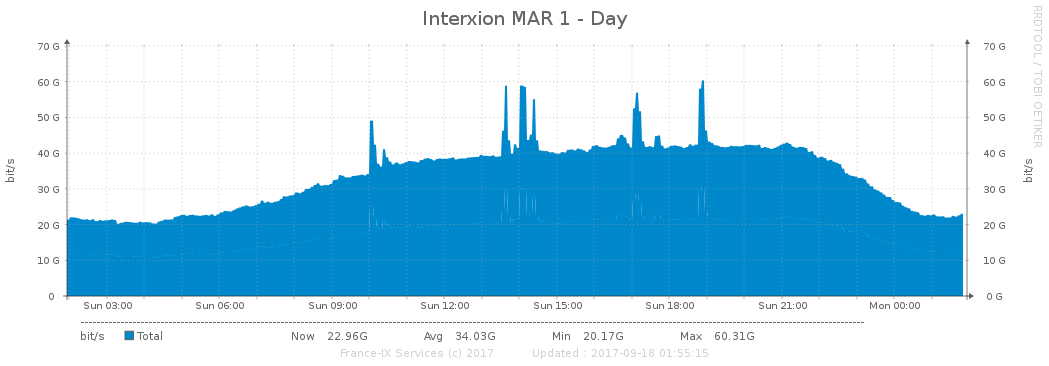 Interxion MAR 1 - Day
RRDTOOL / TOBI OETIKER
bit/s
70 G 70 G
60 G 60 G
50 G 50 G
40 G 40 G
30 G 30 G
20 G 20 G
10 G 10 G
0 0 G
bit/s
Sun 03:00 Sun 06:00 Sun 09:00 Sun 12:00 Sun 15:00 Sun 18:00 Sun 21:00 Mon 00:00
bit/s Total Now 22.96G Avg 34.03G Min 20.17G Max 60.31G
France-IX Services (c) 2017 Updated : 2017-09-18 01:55:15